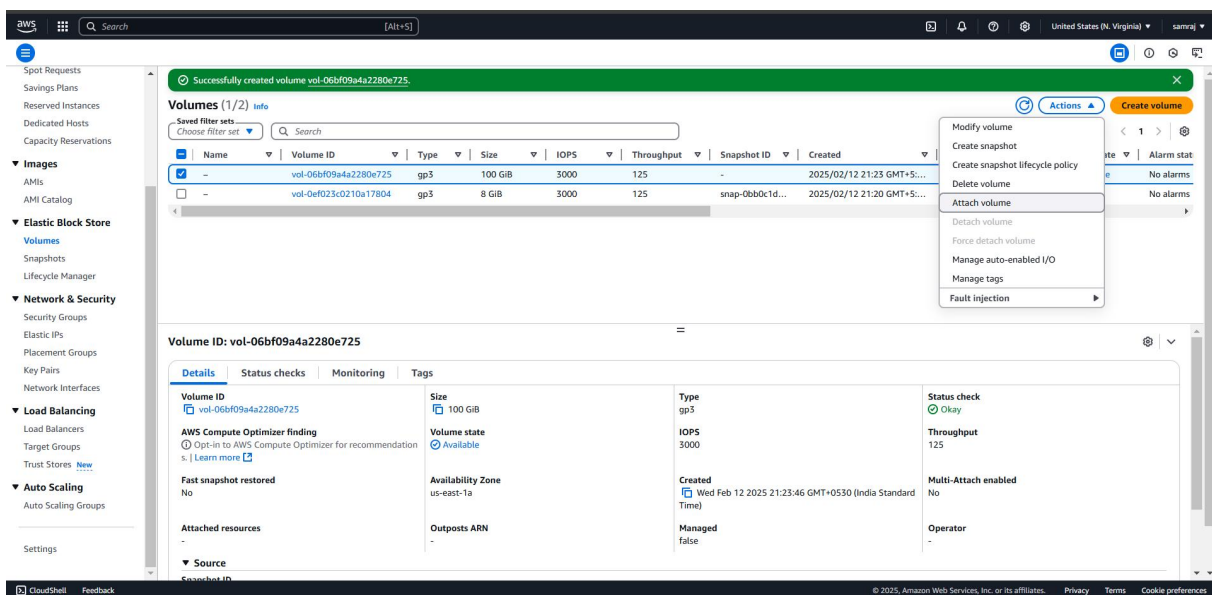 aws
Search [Alt+S] United States (N. Virginia) samraj
Spot Requests
Savings Plans
Reserved Instances
Dedicated Hosts
Capacity Reservations
Images
AMIs
AMI Catalog
Elastic Block Store
Volumes
Snapshots
Lifecycle Manager
Network & Security
Security Groups
Elastic IPs
Placement Groups
Key Pairs
Network Interfaces
Load Balancing
Load Balancers
Target Groups
Trust Stores New
Auto Scaling
Auto Scaling Groups
Settings
Successfully created volume vol-06bf09a4a2280e725.
Volumes (1/2) Info
Actions Create volume
Saved filter sets
Choose filter set Search
1
Name Volume ID Type Size IOPS Throughput Snapshot ID Created Alarm stat
– vol-06bf09a4a2280e725 gp3 100 GiB 3000 125 - 2025/02/12 21:23 GMT+5:... No alarms
– vol-0ef023c0210a17804 gp3 8 GiB 3000 125 snap-0bb0c1d... 2025/02/12 21:20 GMT+5:... No alarms
Modify volume
Create snapshot
Create snapshot lifecycle policy
Delete volume
Attach volume
Detach volume
Force detach volume
Manage auto-enabled I/O
Manage tags
Fault injection
Volume ID: vol-06bf09a4a2280e725
Details Status checks Monitoring Tags
Volume ID
vol-06bf09a4a2280e725
Size
100 GiB
Type
gp3
Status check
Okay
AWS Compute Optimizer finding
Opt-in to AWS Compute Optimizer for recommendation
s. | Learn more
Volume state
Available
IOPS
3000
Throughput
125
Fast snapshot restored
No
Availability Zone
us-east-1a
Created
Wed Feb 12 2025 21:23:46 GMT+0530 (India Standard
Time)
Multi-Attach enabled
No
Attached resources
-
Outposts ARN
-
Managed
false
Operator
-
Source
Snapshot ID
CloudShell Feedback © 2025, Amazon Web Services, Inc. or its affiliates. Privacy Terms Cookie preferences